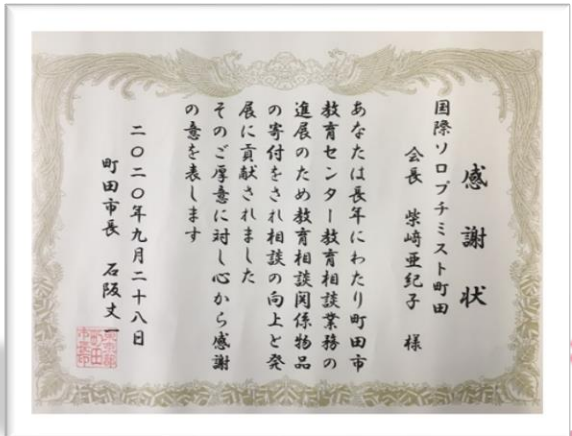 感謝状
国際ソロプチミスト町田
会長 柴﨑亜紀子 様
あなたは長年にわたり町田市
教育センター教育相談業務の
進展のため教育相談関係物品
の寄付をされ相談の向上と発
展に貢献されました
そのご厚意に対し心から感謝
の意を表します
二〇二〇年九月二十八日
町田市長 石阪丈一